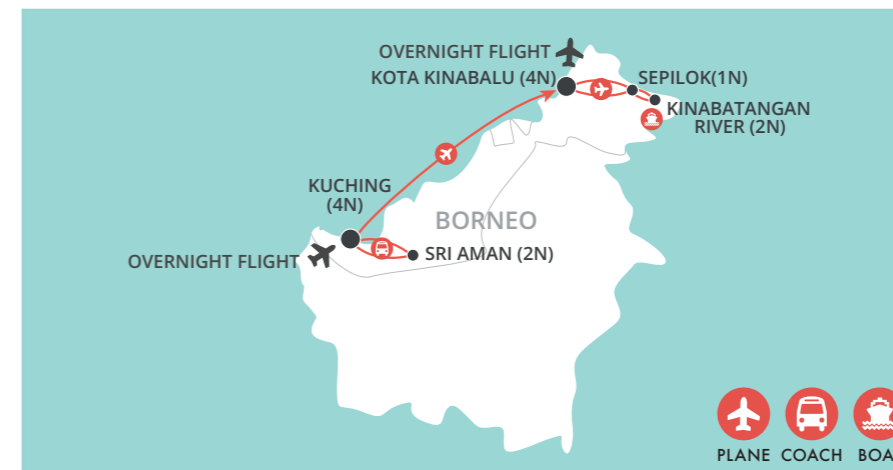 OVERNIGHT FLIGHT
KOTA KINABALU (4N)
SEPILOK(1N)
KINABATANGAN
RIVER (2N)
KUCHING
(4N)
BORNEO
SRI AMAN (2N)
OVERNIGHT FLIGHT
PLANE COACH BOA